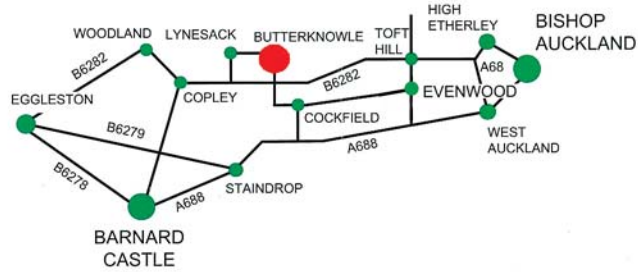 HIGH
ETHERLEY
BISHOP
AUCKLAND
WOODLAND
LYNESACK
BUTTERKNOWLE
TOFT
HILL
B6282
A68
B6282
COPLEY
EVENWOOD
EGGLESTON
COCKFIELD
B6279
A688
WEST
AUCKLAND
B6278
A688
STAINDROP
BARNARD
CASTLE